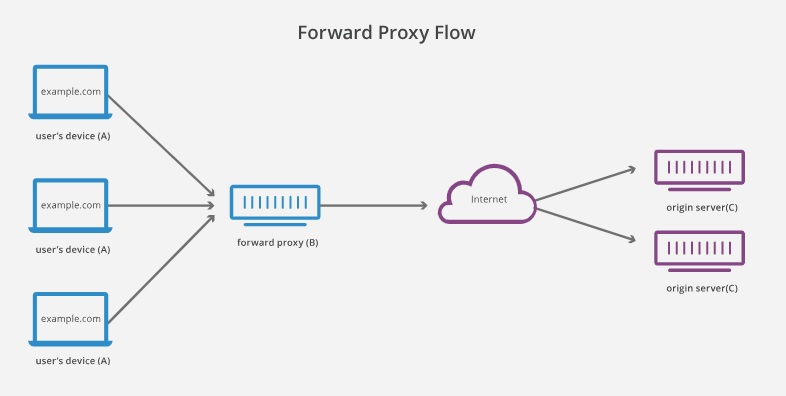 Forward Proxy Flow
example.com
user's device (A)
example.com
user's device (A)
example.com
user's device (A)
forward proxy (B)
Internet
origin server(C)
origin server(C)